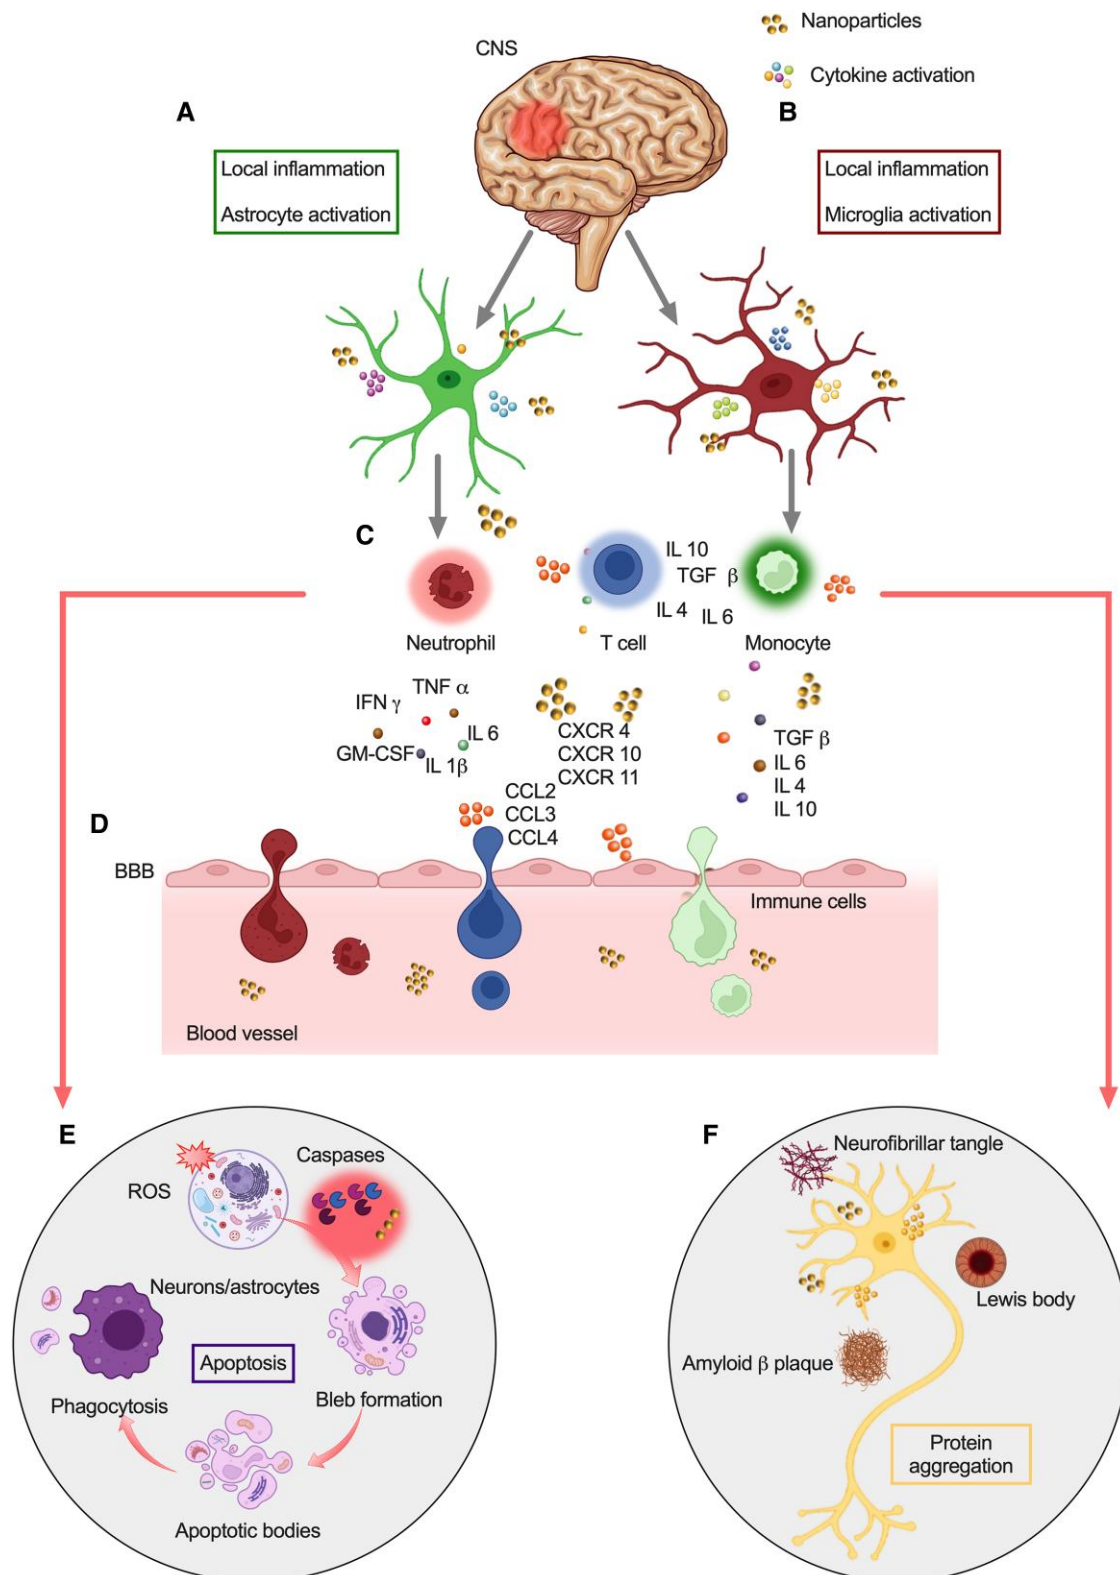 Nanoparticles
CNS
Cytokine activation
A
B
Local inflammation
Astrocyte activation
Local inflammation
Microglia activation
C
IL 10
TGF β
IL 4
IL 6
Neutrophil
T cell
Monocyte
TNF α
IFN γ
IL 6
GM-CSF
IL 1β
CXCR 4
CXCR 10
CXCR 11
TGF β
IL 6
IL 4
IL 10
CCL2
CCL3
CCL4
D
BBB
Immune cells
Blood vessel
E
Caspases
ROS
Neurons/astrocytes
Apoptosis
Phagocytosis
Bleb formation
Apoptotic bodies
F
Neurofibrillar tangle
Lewis body
Amyloid β plaque
Protein
aggregation